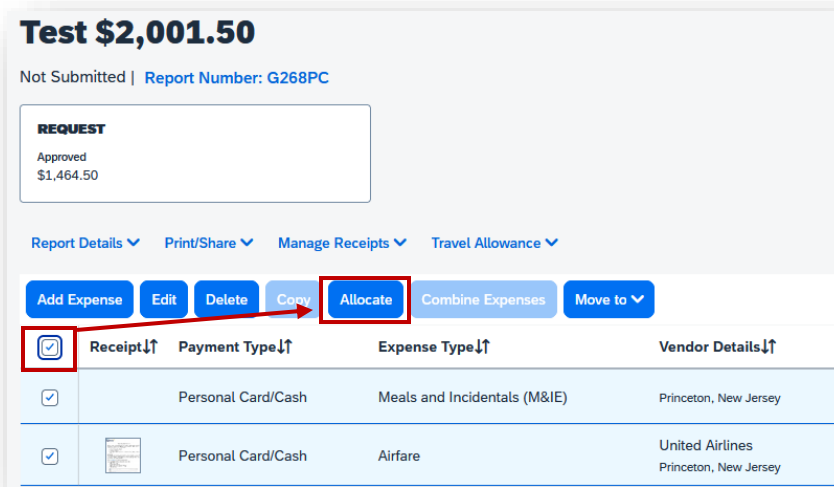 Test $2,001.50
Not Submitted | Report Number: G268PC
REQUEST
Approved
$1,464.50
Report Details Print/Share Manage Receipts Travel Allowance
Add Expense Edit Delete Copy Allocate Combine Expenses Move to
Receipt Payment Type Expense Type Vendor Details
Personal Card/Cash Meals and Incidentals (M&IE) Princeton, New Jersey
United Airlines
Personal Card/Cash Airfare
Princeton, New Jersey